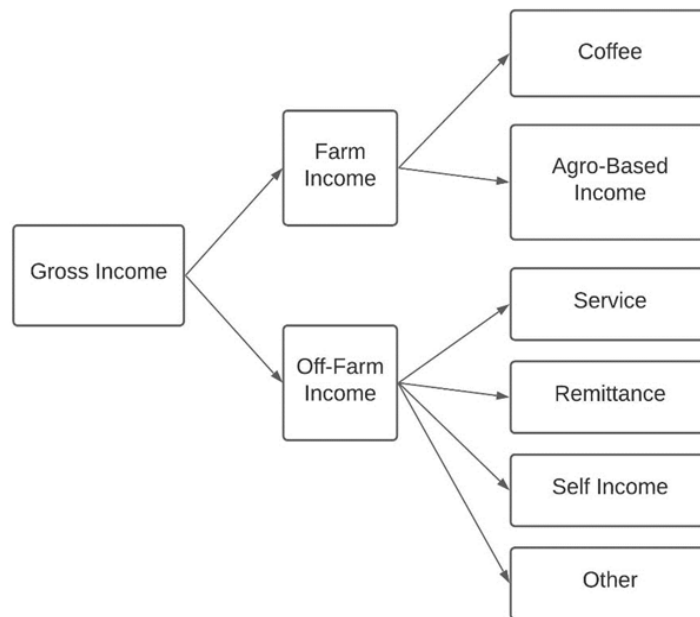 Gross Income
Farm
Income
Off-Farm
Income
Coffee
Agro-Based
Income
Service
Remittance
Self Income
Other